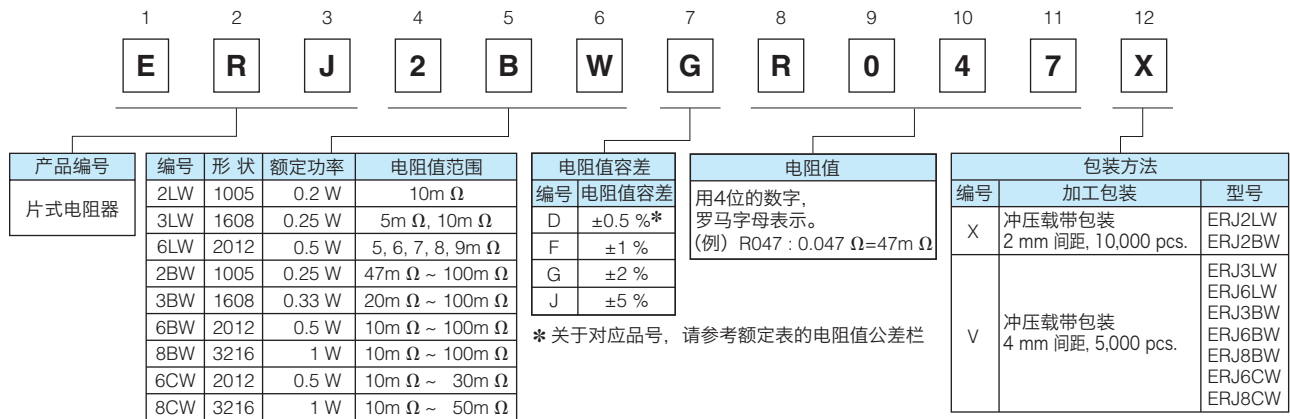 1 2 3 4 5 6 7 8 9 10 11 12
E R J 2 B W G R 0 4 7 X
产品编号
片式电阻器
编号 形 状 额定功率 电阻值范围
2LW 1005 0.2 W 10m Ω
3LW 1608 0.25 W 5m Ω, 10m Ω
6LW 2012 0.5 W 5, 6, 7, 8, 9m Ω
2BW 1005 0.25 W 47m Ω ~ 100m Ω
3BW 1608 0.33 W 20m Ω ~ 100m Ω
6BW 2012 0.5 W 10m Ω ~ 100m Ω
8BW 3216 1 W 10m Ω ~ 100m Ω
6CW 2012 0.5 W 10m Ω ~ 30m Ω
8CW 3216 1 W 10m Ω ~ 50m Ω
电阻值容差
编号 电阻值容差
D ±0.5 %*
F ±1 %
G ±2 %
J ±5 %
* 关于对应品号，请参考额定表的电阻值公差栏
电阻值
用4位的数字，
罗马字母表示。
(例) R047 : 0.047 Ω=47m Ω
包装方法
编号 加工包装 型号
X 冲压载带包装
2 mm 间距, 10,000 pcs.
ERJ2LW
ERJ2BW
V 冲压载带包装
4 mm 间距, 5,000 pcs.
ERJ3LW
ERJ6LW
ERJ3BW
ERJ6BW
ERJ8BW
ERJ6CW
ERJ8CW